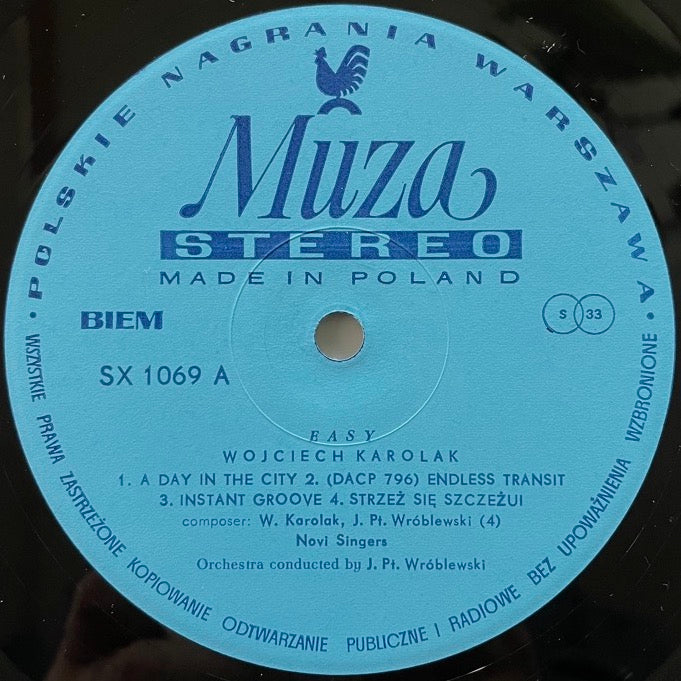 • POLSKIE NAGRANIA WARSZAWA •
Muza
STEREO
MADE IN POLAND
BIEM
S 33
SX 1069 A
EASY
WOJCIECH KAROLAK
1. A DAY IN THE CITY 2. (DACP 796) ENDLESS TRANSIT
3. INSTANT GROOVE 4. STRZEŻ SIĘ SZCZEŻUI
composer: W. Karolak, J. Pt. Wróblewski (4)
Novi Singers
Orchestra conducted by J. Pt. Wróblewski
WSZYSTKIE PRAWA ZASTRZEŻONE KOPIOWANIE ODTWARZANIE PUBLICZNE I RADIOWE BEZ UPOWAŻNIENIA WZBRONIONE